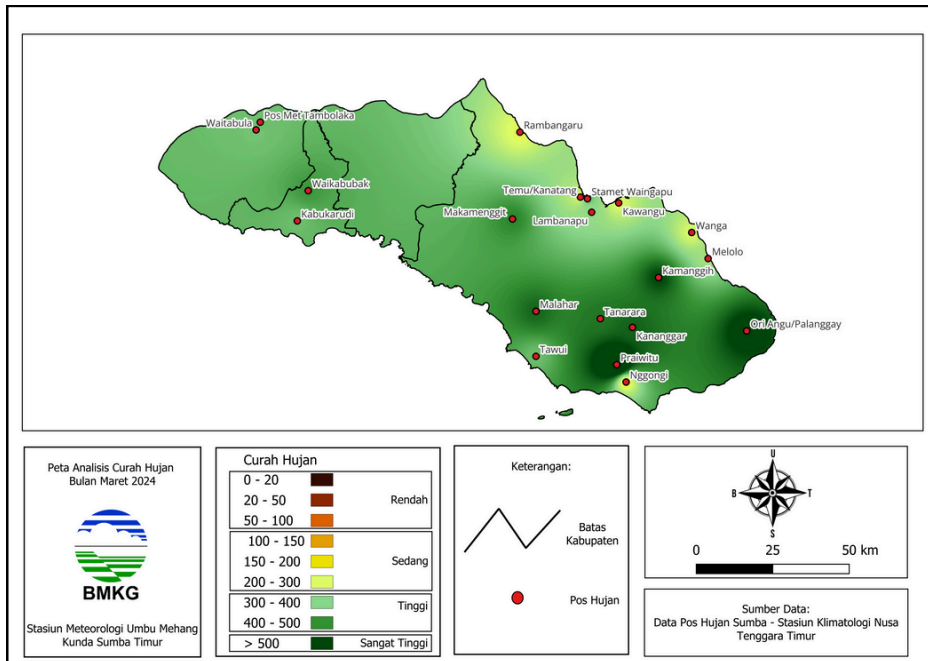 Pos Met Tambolaka
Waitabula
Rambangaru
Waikabubak
Temu/Kanatang
Stamet Waingapu
Kabukarudi
Makamenggit
Lambanapu
Kawangu
Wanga
Melolo
Kamanggih
Malahar
Tanarara
Ori Angu/Palanggay
Kananggar
Tawui
Praiwitu
Nggongi
Peta Analisis Curah Hujan
Bulan Maret 2024
BMKG
Stasiun Meteorologi Umbu Mehang
Kunda Sumba Timur
Curah Hujan
0 - 20
20 - 50
Rendah
50 - 100
100 - 150
150 - 200
Sedang
200 - 300
300 - 400
Tinggi
400 - 500
> 500
Sangat Tinggi
Keterangan:
Batas
Kabupaten
Pos Hujan
U
B
T
S
0 25 50 km
Sumber Data:
Data Pos Hujan Sumba - Stasiun Klimatologi Nusa
Tenggara Timur